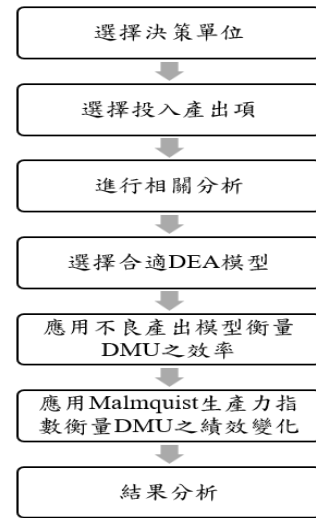 選擇決策單位
選擇投入產出項
進行相關分析
選擇合適DEA模型
應用不良產出模型衡量
DMU之效率
應用Malmquist生產力指
數衡量DMU之績效變化
結果分析